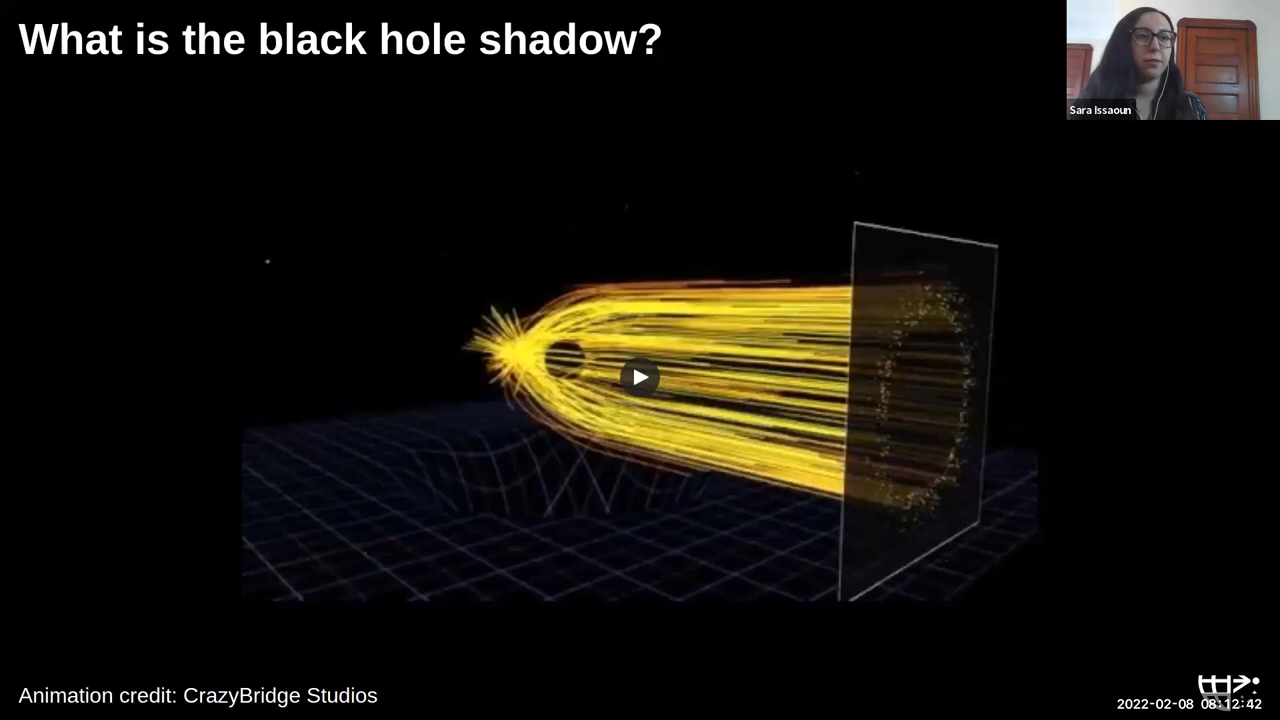 What is the black hole shadow?
Sara Issaoun
Animation credit: CrazyBridge Studios
2022-02-08 08:12:42